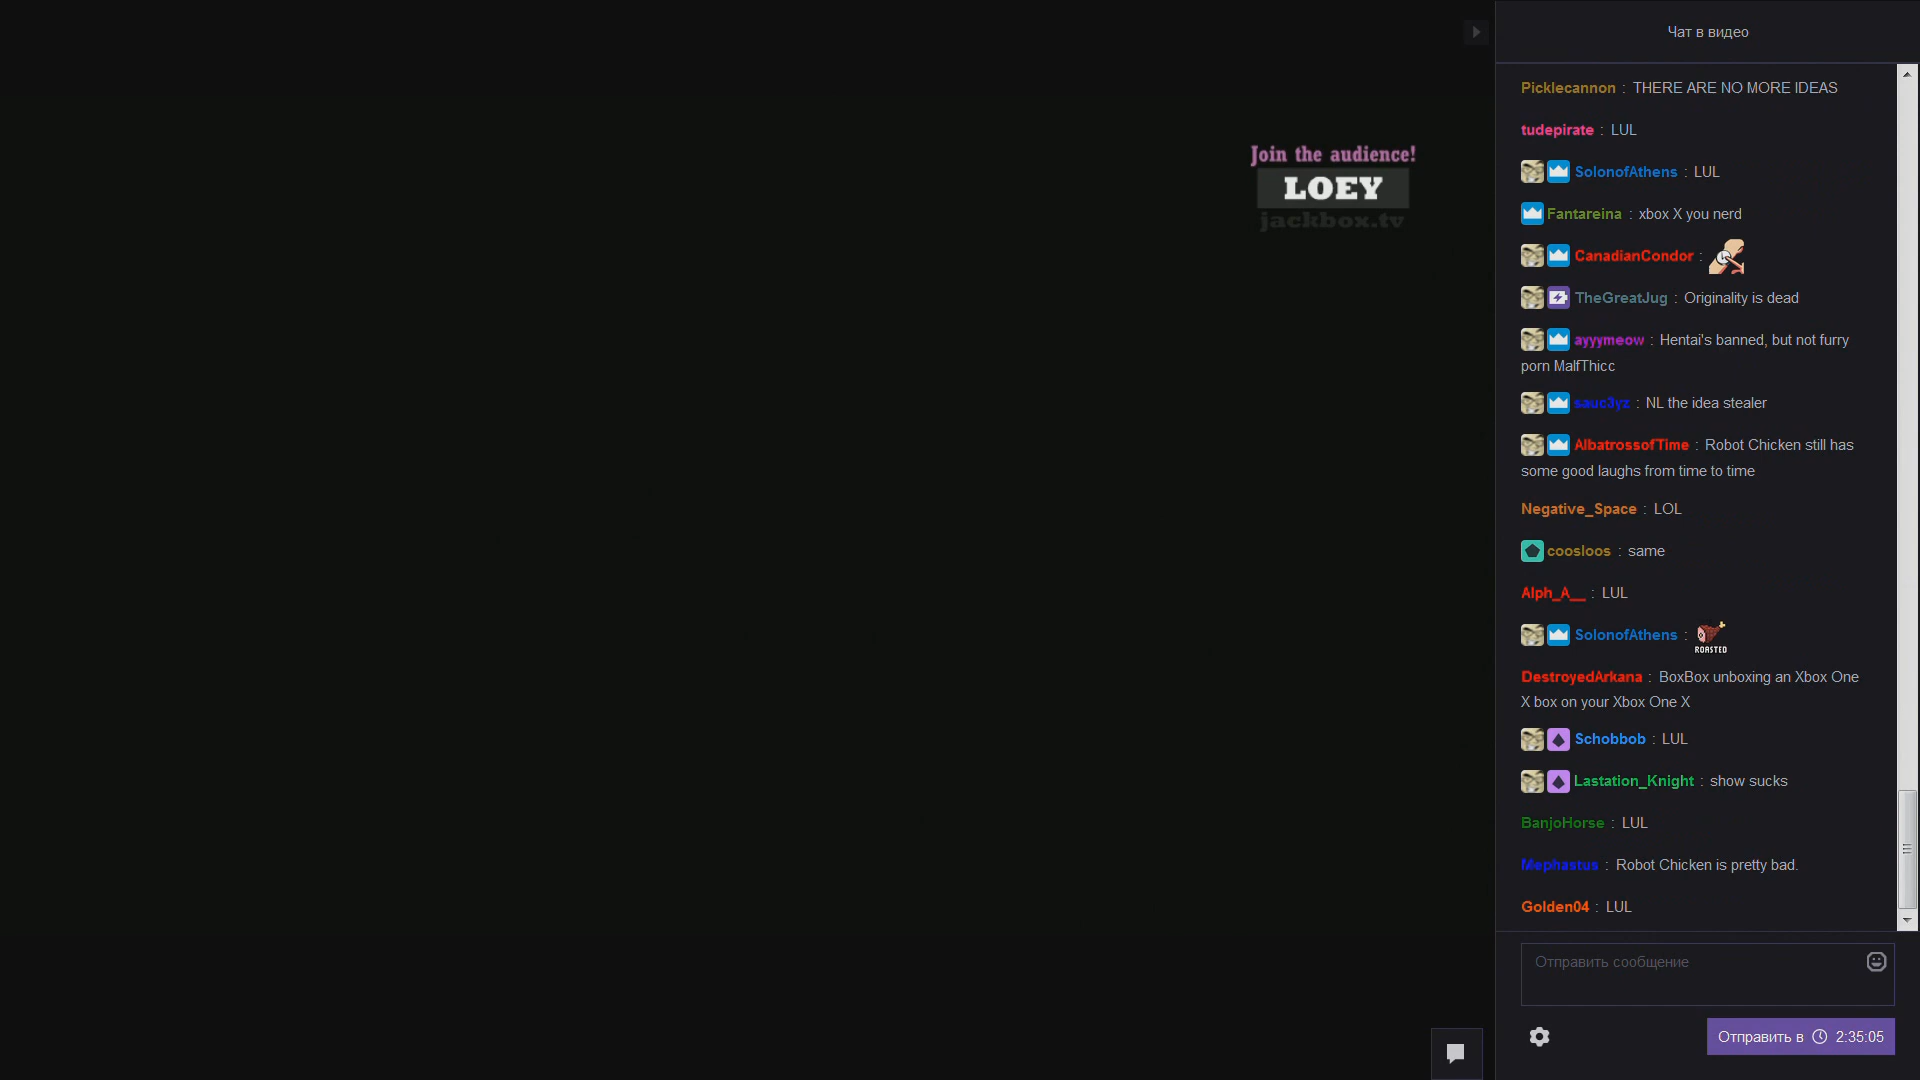 Чат в видео
Join the audience!
LOEY
jackbox.tv
Picklecannon : THERE ARE NO MORE IDEAS
tudepirate : LUL
SolonofAthens : LUL
Fantareina : xbox X you nerd
CanadianCondor :
TheGreatJug : Originality is dead
ayyymeow : Hentai's banned, but not furry
porn MalfThicc
sauc3yz : NL the idea stealer
AlbatrossofTime : Robot Chicken still has
some good laughs from time to time
Negative_Space : LOL
coosloos : same
Alph_A__ : LUL
SolonofAthens :
ROASTED
DestroyedArkana : BoxBox unboxing an Xbox One
X box on your Xbox One X
Schobbob : LUL
Lastation_Knight : show sucks
BanjoHorse : LUL
Mephastus : Robot Chicken is pretty bad.
Golden04 : LUL
Отправить сообщение
Отправить в 2:35:05